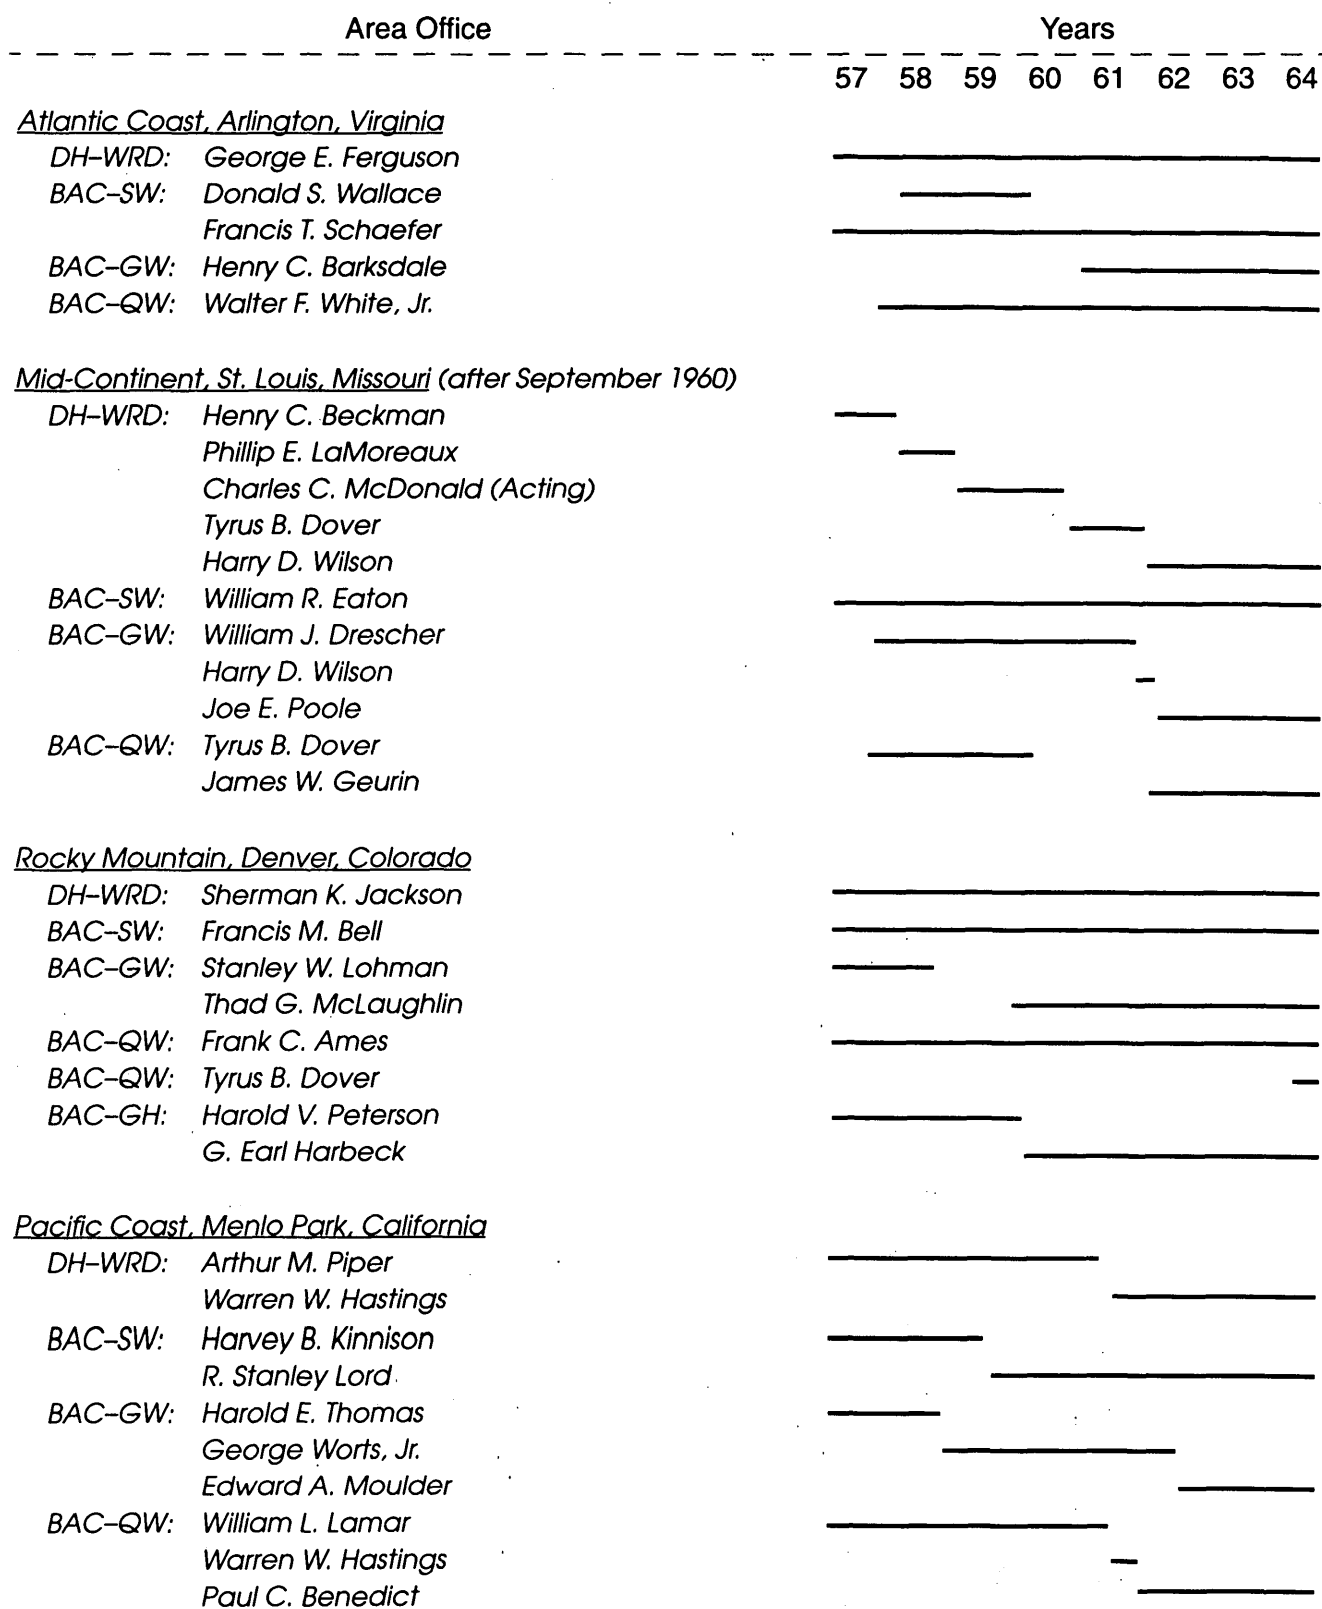 Area Office Years
57 58 59 60 61 62 63 64
Atlantic Coast, Arlington, Virginia
DH–WRD: George E. Ferguson
BAC–SW: Donald S. Wallace
Francis T. Schaefer
BAC–GW: Henry C. Barksdale
BAC–QW: Walter F. White, Jr.
Mid-Continent, St. Louis, Missouri (after September 1960)
DH–WRD: Henry C. Beckman
Phillip E. LaMoreaux
Charles C. McDonald (Acting)
Tyrus B. Dover
Harry D. Wilson
BAC–SW: William R. Eaton
BAC–GW: William J. Drescher
Harry D. Wilson
Joe E. Poole
BAC–QW: Tyrus B. Dover
James W. Geurin
Rocky Mountain, Denver, Colorado
DH–WRD: Sherman K. Jackson
BAC–SW: Francis M. Bell
BAC–GW: Stanley W. Lohman
Thad G. McLaughlin
BAC–QW: Frank C. Ames
BAC–QW: Tyrus B. Dover
BAC–GH: Harold V. Peterson
G. Earl Harbeck
Pacific Coast, Menlo Park, California
DH–WRD: Arthur M. Piper
Warren W. Hastings
BAC–SW: Harvey B. Kinnison
R. Stanley Lord
BAC–GW: Harold E. Thomas
George Worts, Jr.
Edward A. Moulder
BAC–QW: William L. Lamar
Warren W. Hastings
Paul C. Benedict